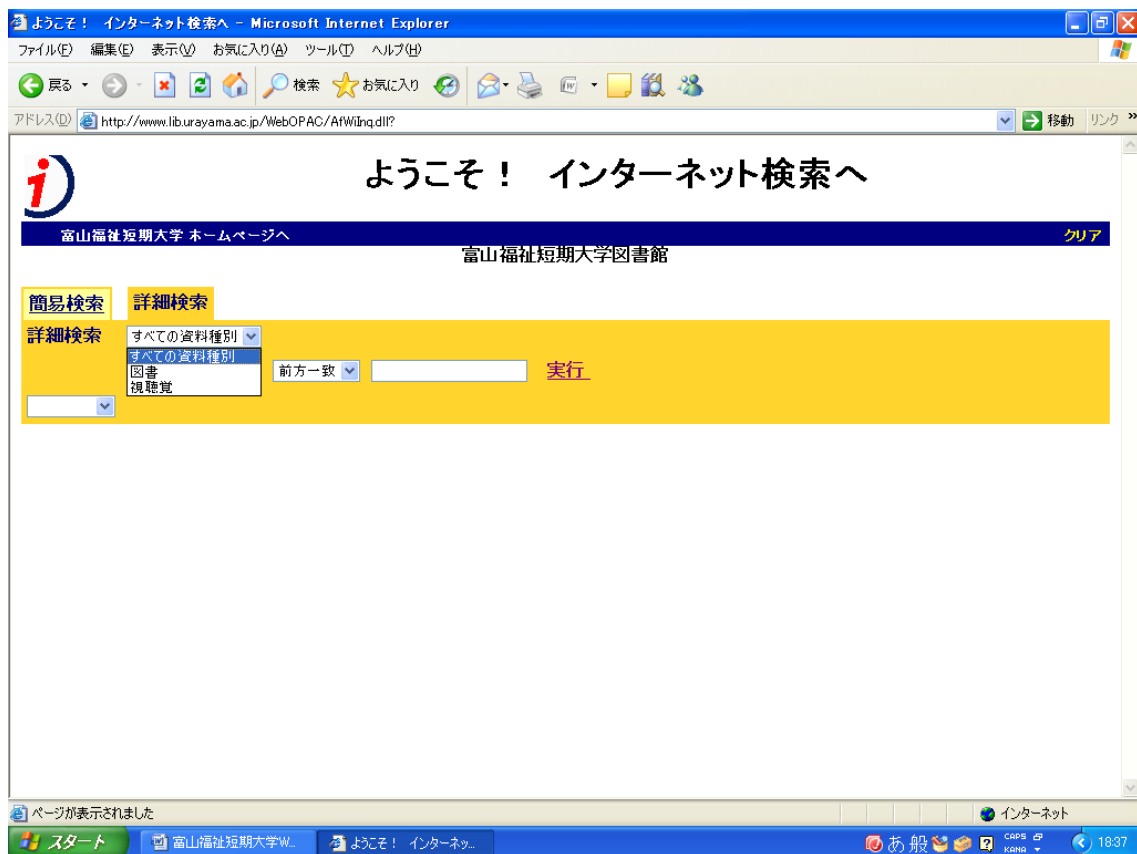 ようこそ！　インターネット検索へ - Microsoft Internet Explorer
ファイル(F)　編集(E)　表示(V)　お気に入り(A)　ツール(T)　ヘルプ(H)
戻る　検索　お気に入り
アドレス(D) http://www.lib.urayama.ac.jp/WebOPAC/AfWiInq.dll?　移動　リンク »
i
ようこそ！　インターネット検索へ
富山福祉短期大学 ホームページへ　クリア
富山福祉短期大学図書館
簡易検索　詳細検索
詳細検索　すべての資料種別
すべての資料種別
図書　前方一致　実行
視聴覚
ページが表示されました　インターネット
スタート　富山福祉短期大学W...　ようこそ！ インターネッ...　あ 般　CAPS　KANA　18:37